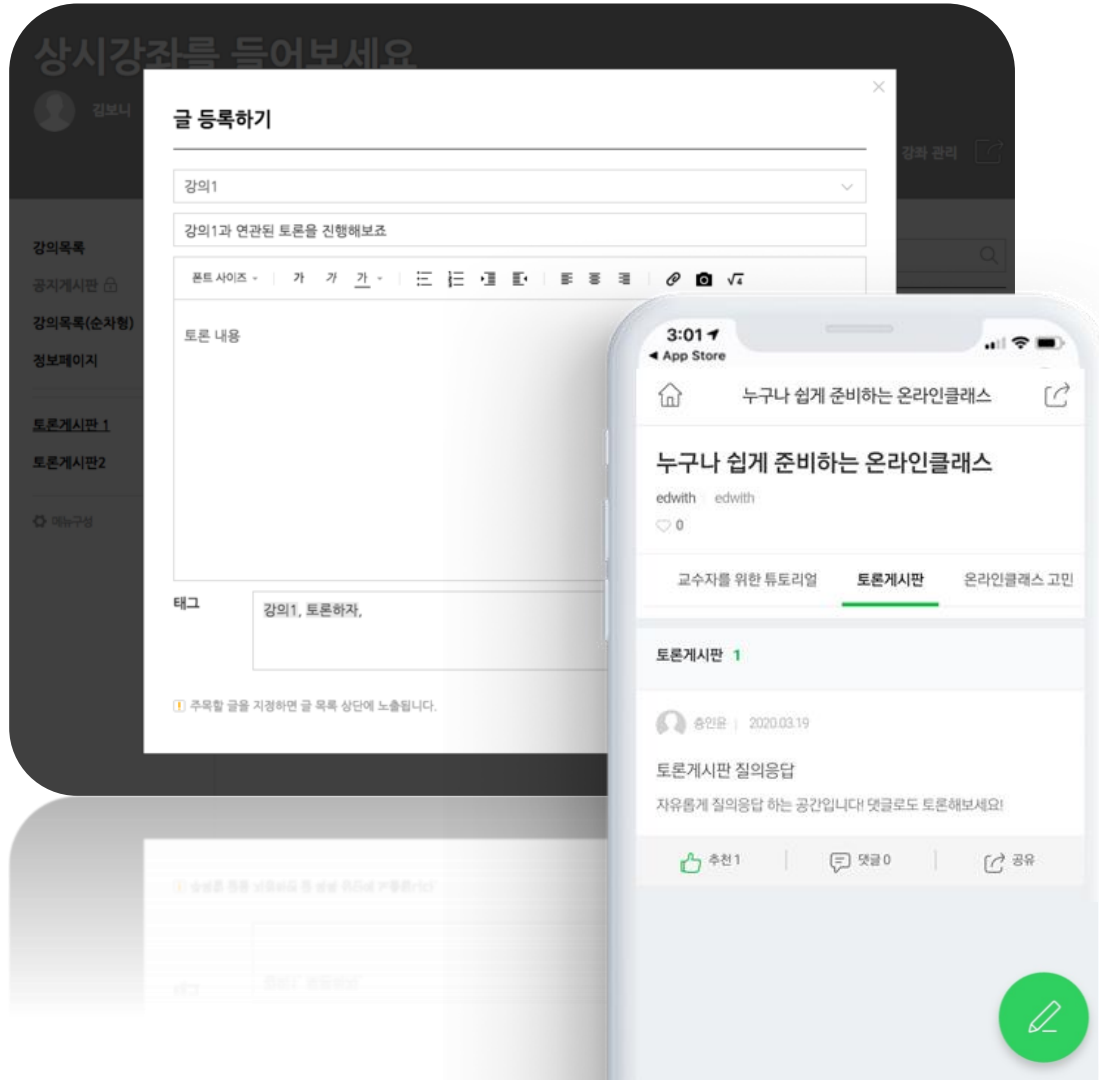 상시강좌를 들어보세요
김보니
강좌 관리
강의목록
공지게시판
강의목록(순차형)
정보페이지
토론게시판 1
토론게시판2
메뉴구성
글 등록하기
강의1
강의1과 연관된 토론을 진행해보죠
폰트 사이즈 가 가 가
토론 내용
태그
강의1, 토론하자,
주목할 글을 지정하면 글 목록 상단에 노출됩니다.
3:01
App Store
누구나 쉽게 준비하는 온라인클래스
누구나 쉽게 준비하는 온라인클래스
edwith edwith
0
교수자를 위한 튜토리얼 토론게시판 온라인클래스 고민
토론게시판 1
층인윤 | 2020.03.19
토론게시판 질의응답
자유롭게 질의응답 하는 공간입니다! 댓글로도 토론해보세요!
추천 1 댓글 0 공유